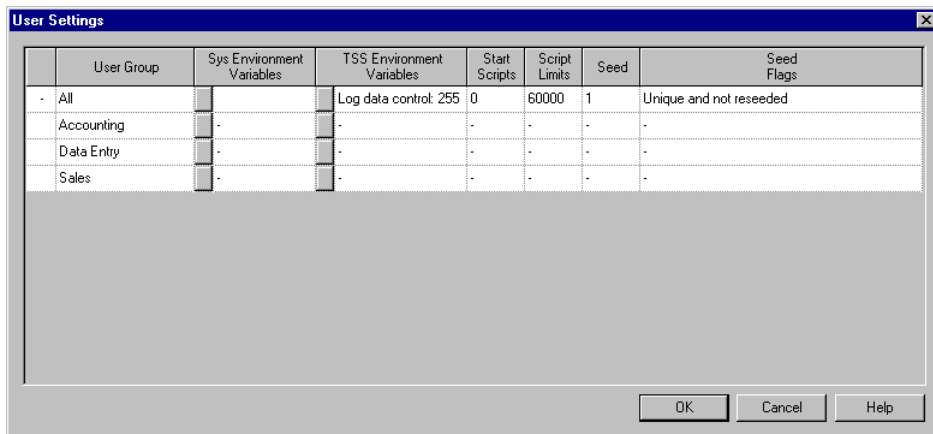 User Settings
User Group Sys Environment Variables TSS Environment Variables Start Scripts Script Limits Seed Seed Flags
- All Log data control: 255 0 60000 1 Unique and not reseeded
Accounting - - - - - -
Data Entry - - - - - -
Sales - - - - - -
OK Cancel Help